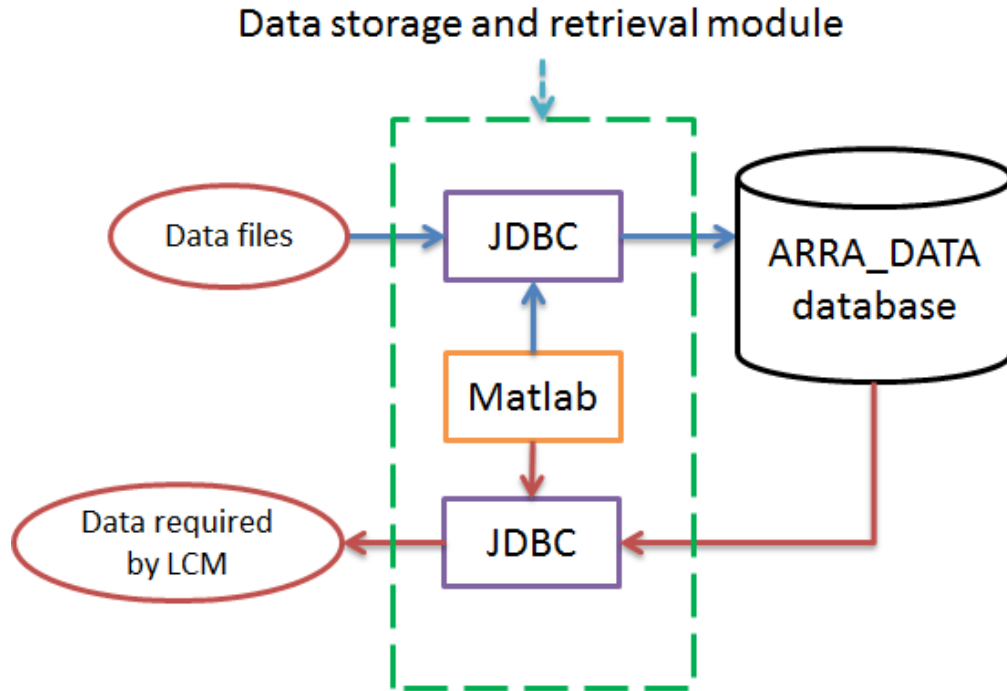 Data storage and retrieval module
Data files
JDBC
ARRA_DATA
database
Matlab
Data required
by LCM
JDBC